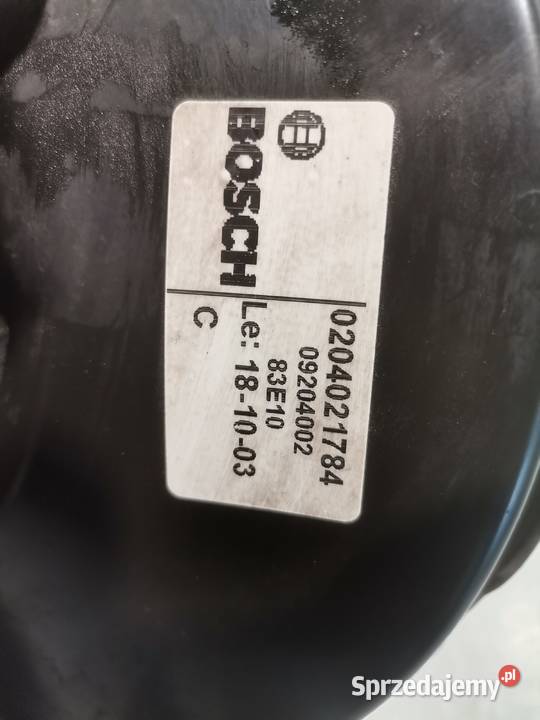 BOSCH
0204021784
09204002
83E10
Le: 18-10-03
C
Sprzedajemy.pl